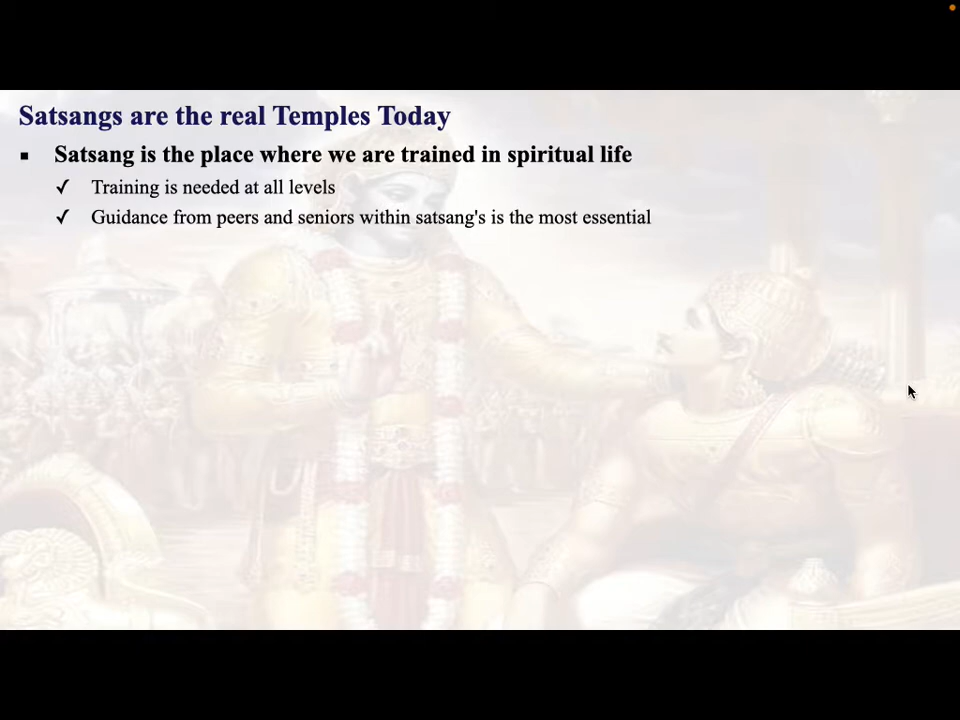 Satsangs are the real Temples Today
▪ Satsang is the place where we are trained in spiritual life
✓ Training is needed at all levels
✓ Guidance from peers and seniors within satsang's is the most essential